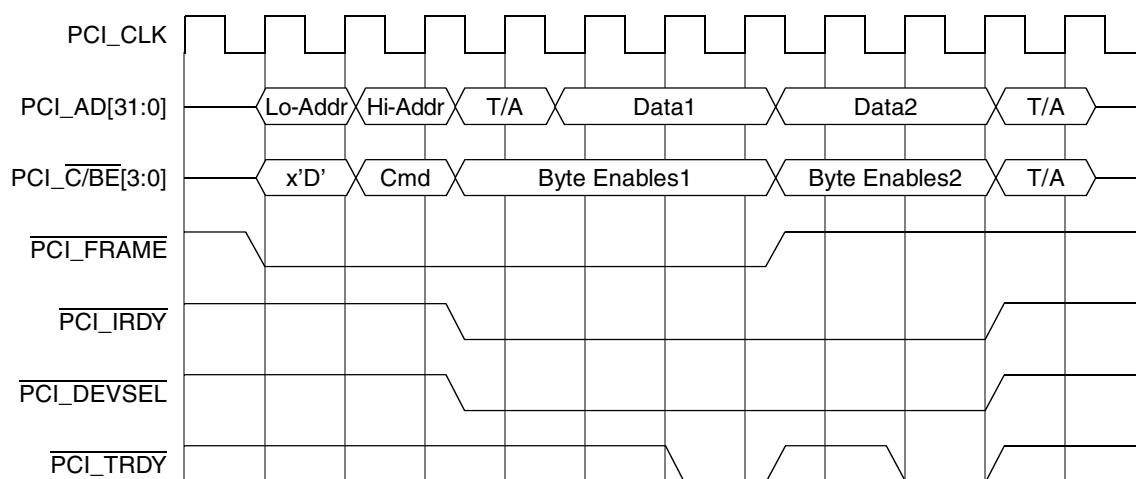 PCI_CLK
PCI_AD[31:0] Lo-Addr Hi-Addr T/A Data1 Data2 T/A
PCI_C/BE[3:0] x'D' Cmd Byte Enables1 Byte Enables2 T/A
PCI_FRAME
PCI_IRDY
PCI_DEVSEL
PCI_TRDY